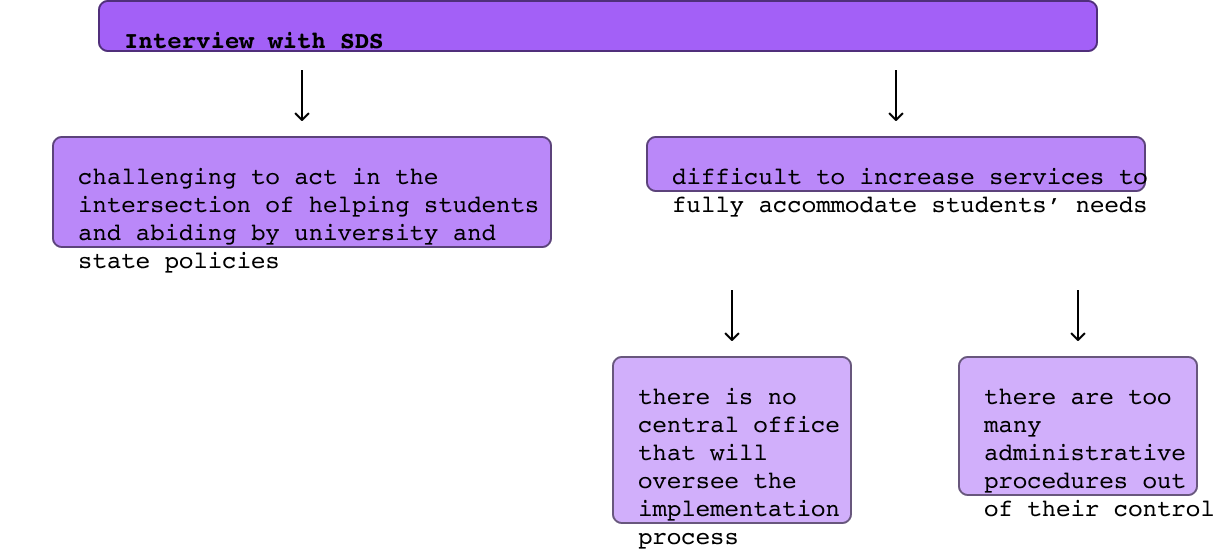 Interview with SDS
challenging to act in the
intersection of helping students
and abiding by university and
state policies
difficult to increase services to
fully accommodate students’ needs
there is no
central office
that will
oversee the
implementation
process
there are too
many
administrative
procedures out
of their control